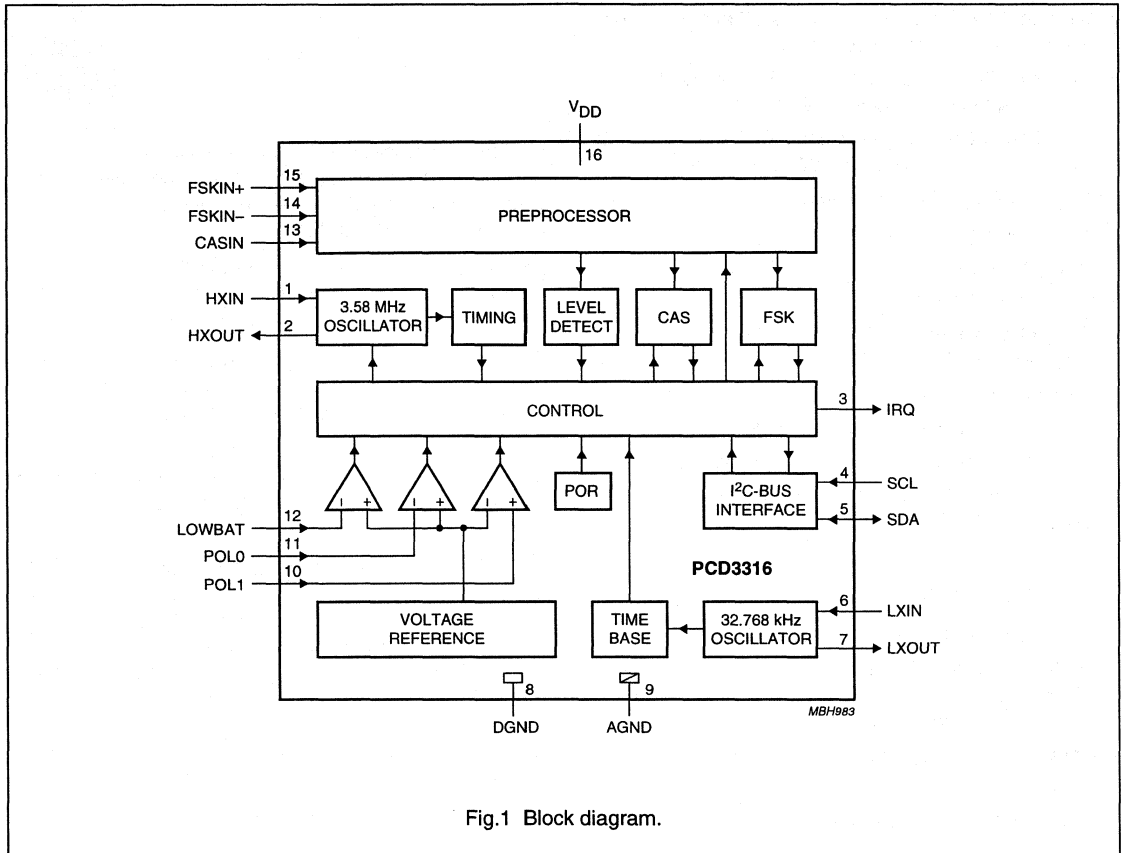 VDD
16
FSKIN+ 15
FSKIN− 14
CASIN 13
PREPROCESSOR
HXIN 1
HXOUT 2
3.58 MHz
OSCILLATOR
TIMING
LEVEL
DETECT
CAS
FSK
CONTROL
3 IRQ
− + − + − +
POR
I²C-BUS
INTERFACE
4 SCL
5 SDA
LOWBAT 12
POL0 11
POL1 10
PCD3316
VOLTAGE
REFERENCE
TIME
BASE
32.768 kHz
OSCILLATOR
6 LXIN
7 LXOUT
8
DGND
9
AGND
MBH983
Fig.1 Block diagram.